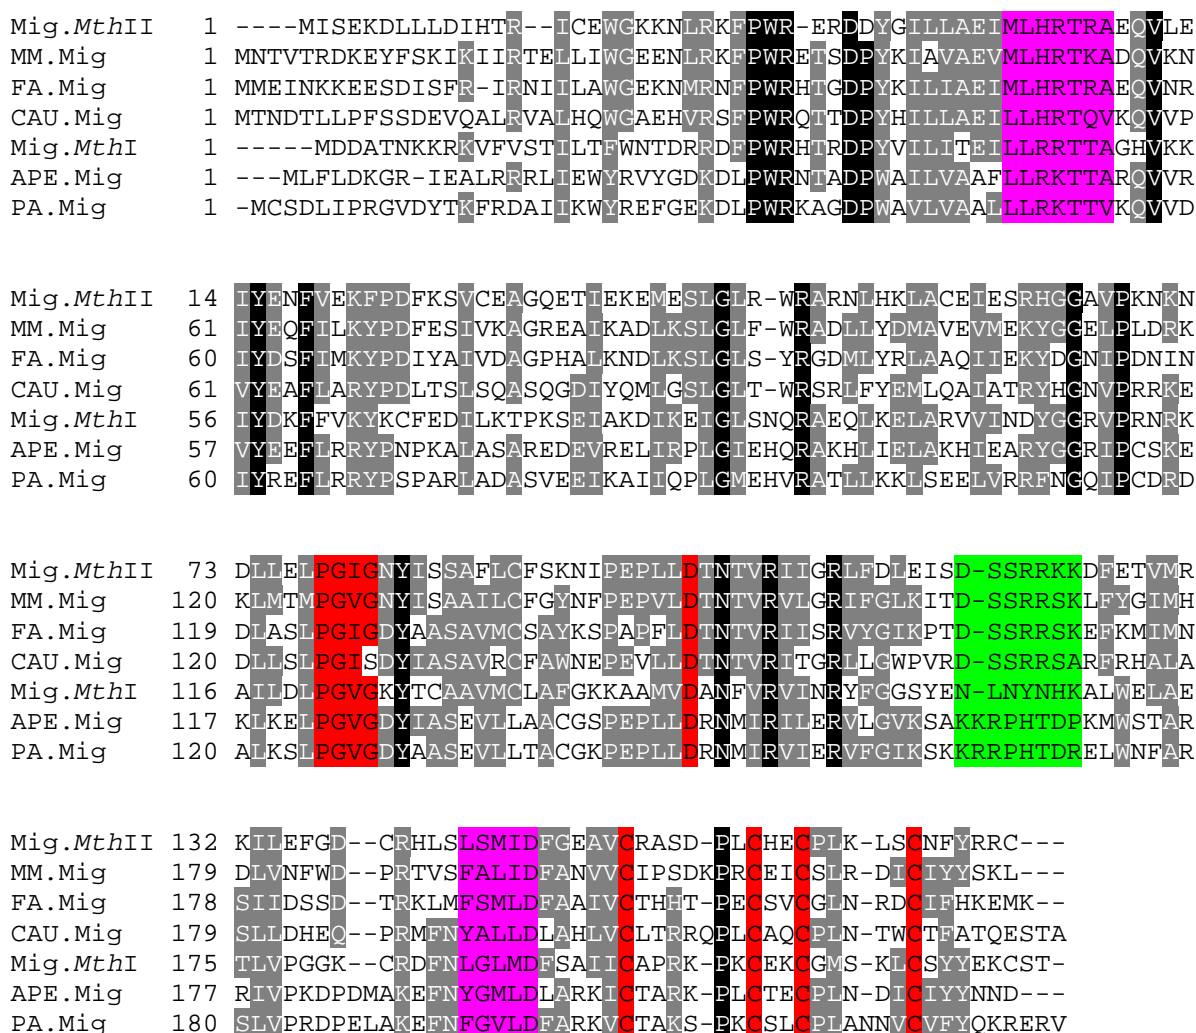 Mig.MthII 1 ----MISEKDLLLDIHTR--ICEWGKKNLRKFPWR-ERDDYGILLAEIMLHRTRAEQVLE
MM.Mig 1 MNTVTRDKEYFSKIKIIRTELLIWGEENLRKFPWRETSDPYKIAVAEVMLHRTKADQVKN
FA.Mig 1 MMEINKKEESDISFR-IRNIILAWGEKNMRNFPWRHTGDPYKILIAEIMLHRTRAEQVNR
CAU.Mig 1 MTNDTLLPFSSDEVQALRVALHQWGAEHVRSFPWRQTTDPYHILLAEILLHRTQVKQVVP
Mig.MthI 1 -----MDDATNKKRKVFVSTILTFWNTDRRDFPWRHTRDPYVILITEILLRRTTAGHVKK
APE.Mig 1 ---MLFLDKGR-IEALRRRLIEWYRVYGDKDLPWRNTADPWAILVAAFLLRKTTARQVVR
PA.Mig 1 -MCSDLIPRGVDYTKFRDAIIKWYREFGEKDLPWRKAGDPWAVLVAALLLRKTTVKQVVD
Mig.MthII 14 IYENFVEKFPDFKSVCEAGQETIEKEMESLGLR-WRARNLHKLACEIESRHGGAVPKNKN
MM.Mig 61 IYEQFILKYPDFESIVKAGREAIKADLKSLGLF-WRADLLYDMAVEVMEKYGGELPLDRK
FA.Mig 60 IYDSFIMKYPDIYAIVDAGPHALKNDLKSLGLS-YRGDMLYRLAAQIIEKYDGNIPDNIN
CAU.Mig 61 VYEAFLARYPDLTSLSQASQGDIYQMLGSLGLT-WRSRLFYEMLQAIATRYHGNVPRRKE
Mig.MthI 56 IYDKFFVKYKCFEDILKTPKSEIAKDIKEIGLSNQRAEQLKELARVVINDYGGRVPRNRK
APE.Mig 57 VYEEFLRRYPNPKALASAREDEVRELIRPLGIEHQRAKHLIELAKHIEARYGGRIPCSKE
PA.Mig 60 IYREFLRRYPSPARLADASVEEIKAIIQPLGMEHVRATLLKKLSEELVRRFNGQIPCDRD
Mig.MthII 73 DLLELPGIGNYISSAFLCFSKNIPEPLLDTNTVRIIGRLFDLEISD-SSRRKKDFETVMR
MM.Mig 120 KLMTMPGVGNYISAAILCFGYNFPEPVLDTNTVRVLGRIFGLKITD-SSRRSKLFYGIMH
FA.Mig 119 DLASLPGIGDYAASAVMCSAYKSPAPFLDTNTVRIISRVYGIKPTD-SSRRSKEFKMIMN
CAU.Mig 120 DLLSLPGISDYIASAVRCFAWNEPEVLLDTNTVRITGRLLGWPVRD-SSRRSARFRHALA
Mig.MthI 116 AILDLPGVGKYTCAAVMCLAFGKKAAMVDANFVRVINRYFGGSYEN-LNYNHKALWELAE
APE.Mig 117 KLKELPGVGDYIASEVLLAACGSPEPLLDRNMIRILERVLGVKSAKKRPHTDPKMWSTAR
PA.Mig 120 ALKSLPGVGDYAASEVLLTACGKPEPLLDRNMIRVIERVFGIKSKKRRPHTDRELWNFAR
Mig.MthII 132 KILEFGD--CRHLSLSMIDFGEAVCRASD-PLCHECPLK-LSCNFYRRC---
MM.Mig 179 DLVNFWD--PRTVSFALIDFANVVCIPSDKPRCEICSLR-DICIYYSKL---
FA.Mig 178 SIIDSSD--TRKLMFSMLDFAAIVCTHHT-PECSVCGLN-RDCIFHKEMK--
CAU.Mig 179 SLLDHEQ--PRMFNYALLDLAHLVCLTRRQPLCAQCPLN-TWCTFATQESTA
Mig.MthI 175 TLVPGGK--CRDFNLGLMDFSAIICAPRK-PKCEKCGMS-KLCSYYEKCST-
APE.Mig 177 RIVPKDPDMAKEFNYGMLDLARKICTARK-PLCTECPLN-DICIYYNND---
PA.Mig 180 SLVPRDPELAKEFNFGVLDFARKVCTAKS-PKCSLCPLANNVCVFYQKRERV